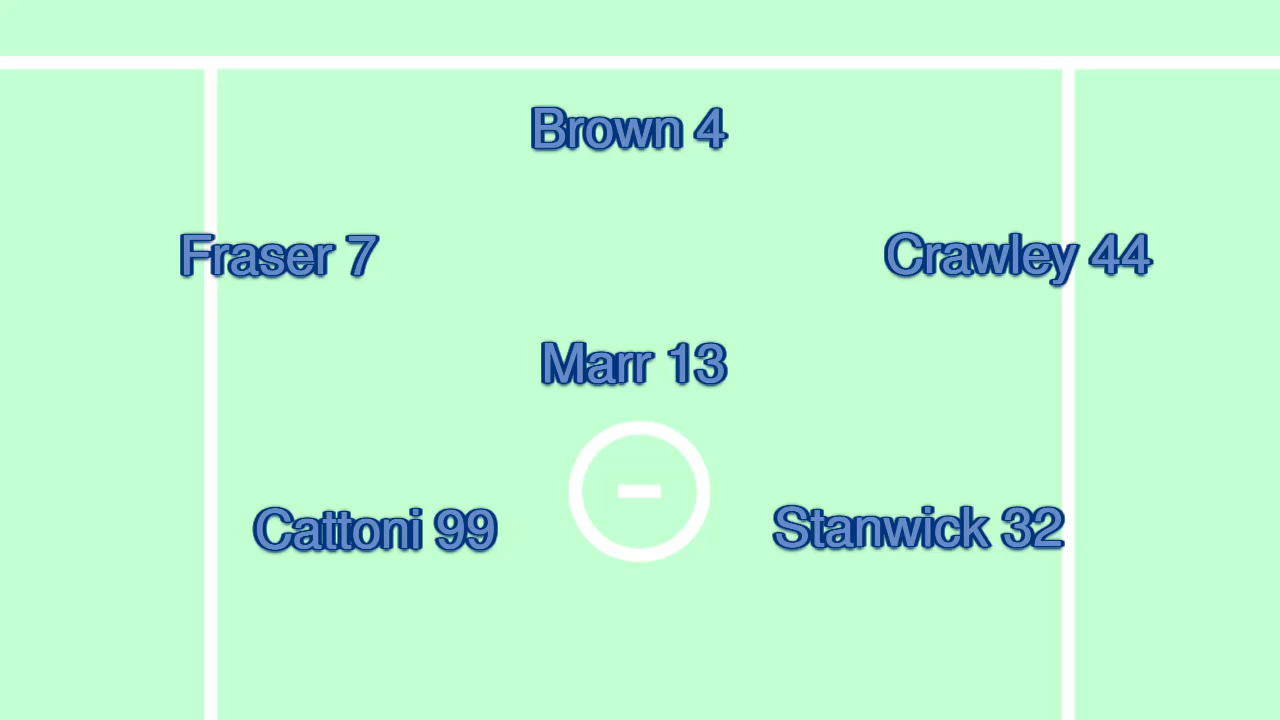 Brown 4
Fraser 7
Crawley 44
Marr 13
Cattoni 99
Stanwick 32